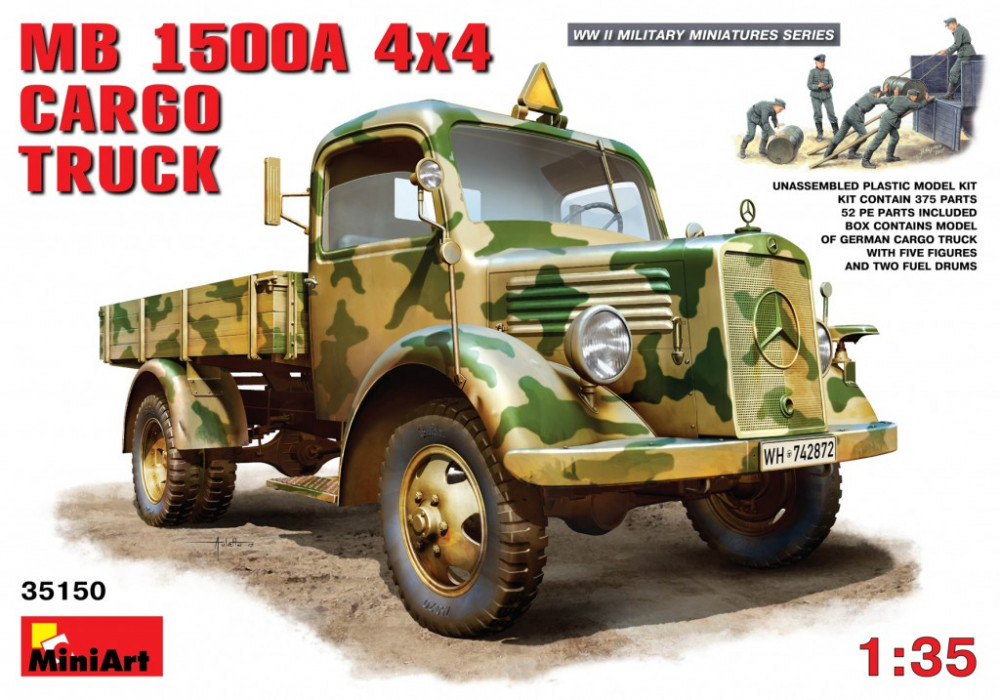 MB 1500A 4x4
CARGO
TRUCK
WW II MILITARY MINIATURES SERIES
UNASSEMBLED PLASTIC MODEL KIT
KIT CONTAIN 375 PARTS
52 PE PARTS INCLUDED
BOX CONTAINS MODEL
OF GERMAN CARGO TRUCK
WITH FIVE FIGURES
AND TWO FUEL DRUMS
WH 742872
35150
MiniArt
1:35